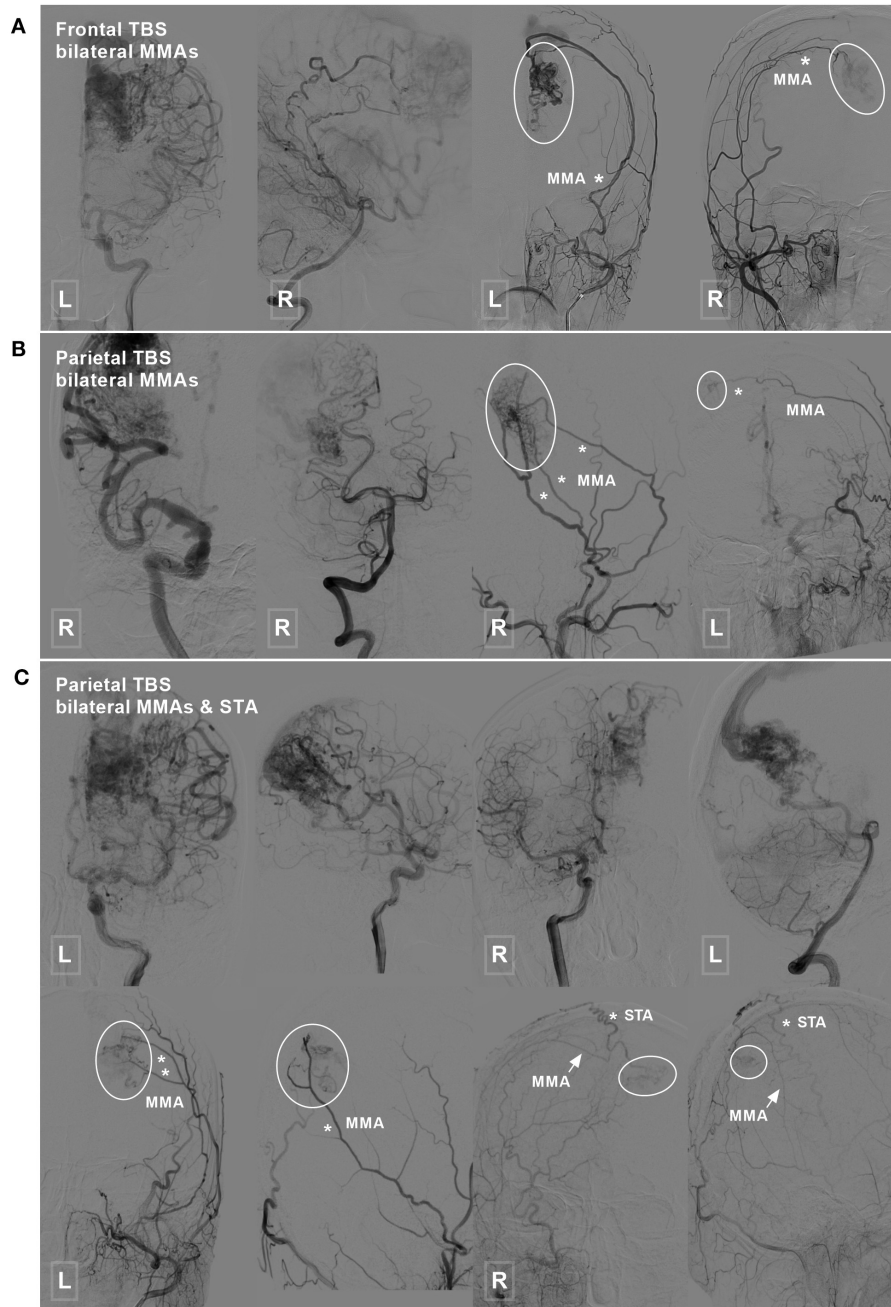 A
Frontal TBS
bilateral MMAs
MMA *
*
MMA
L
R
L
R
B
Parietal TBS
bilateral MMAs
*
* MMA
*
*
MMA
R
R
R
L
C
Parietal TBS
bilateral MMAs & STA
L
R
L
*
*
MMA
* MMA
* STA
MMA
* STA
MMA
L
R